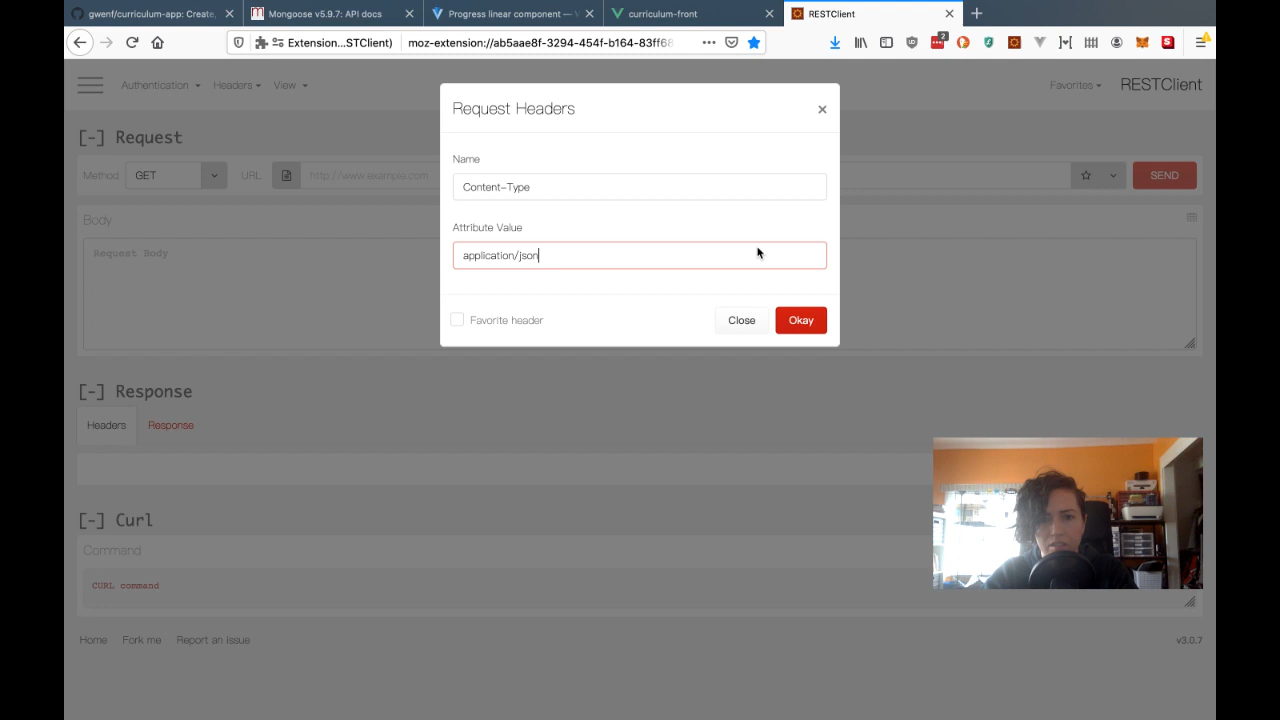 gwenf/curriculum-app: Create,
Mongoose v5.9.7: API docs
Progress linear component —
curriculum-front
RESTClient
Extension...STClient)
moz-extension://ab5aae8f-3294-454f-b164-83ff68
2
Authentication
Headers
View
Favorites
RESTClient
[-] Request
Method
GET
URL
http://www.example.com
SEND
Body
Request Body
Request Headers
Name
Content-Type
Attribute Value
application/json
Favorite header
Close
Okay
[-] Response
Headers
Response
[-] Curl
Command
CURL command
Home
Fork me
Report an issue
v3.0.7